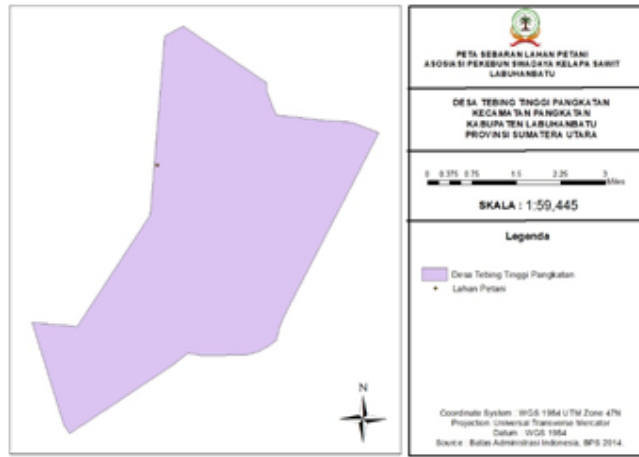 PETA SEBARAN LAHAN PETANI
ASOSIASI PEKEBUN SWADAYA KELAPA SAWIT
LABUHANBATU
DESA TEBING TINGGI PANGKATAN
KECAMATAN PANGKATAN
KABUPATEN LABUHANBATU
PROVINSI SUMATERA UTARA
0 0.375 0.75 1.5 2.25 3
Miles
SKALA : 1:59,445
Legenda
Desa Tebing Tinggi Pangkatan
Lahan Petani
N
Coordinate System : WGS 1984 UTM Zone 47N
Projection: Universal Transverse Mercator
Datum : WGS 1984
Source : Batas Administrasi Indonesia, BPS 2014.